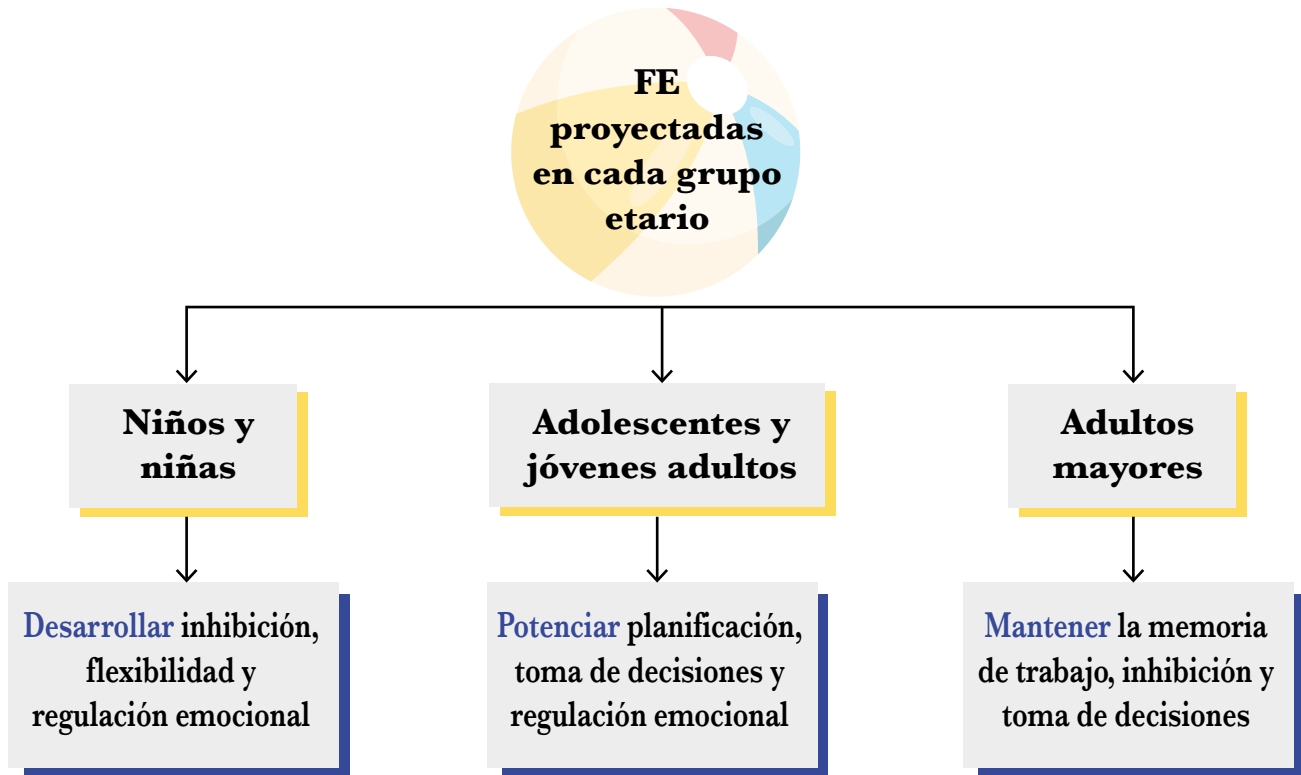 FE
proyectadas
en cada grupo
etario
Niños y
niñas
Adolescentes y
jóvenes adultos
Adultos
mayores
Desarrollar inhibición,
flexibilidad y
regulación emocional
Potenciar planificación,
toma de decisiones y
regulación emocional
Mantener la memoria
de trabajo, inhibición y
toma de decisiones